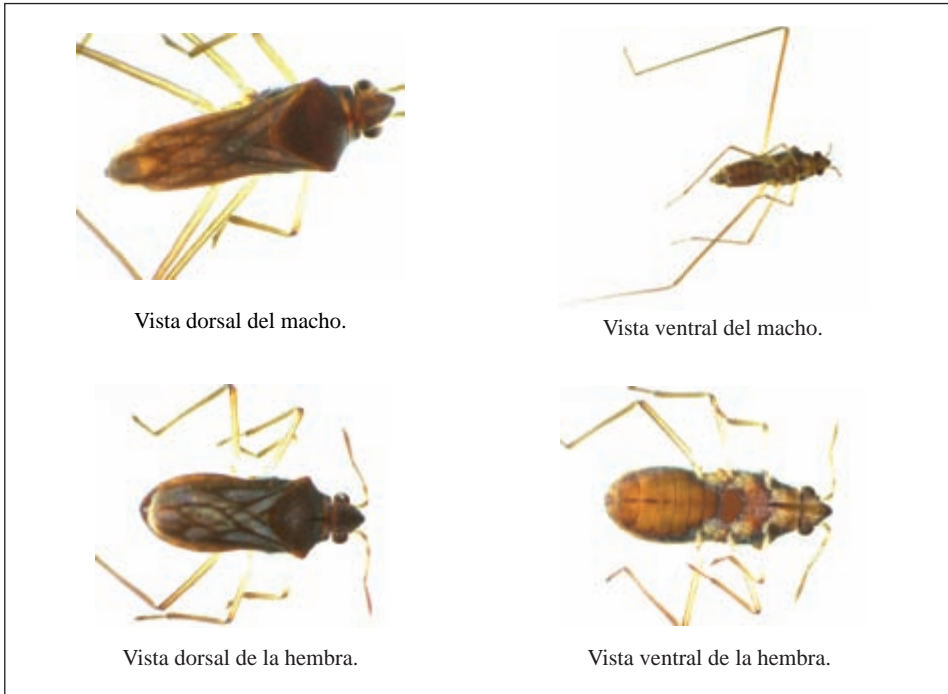 Vista dorsal del macho.
Vista ventral del macho.
Vista dorsal de la hembra.
Vista ventral de la hembra.